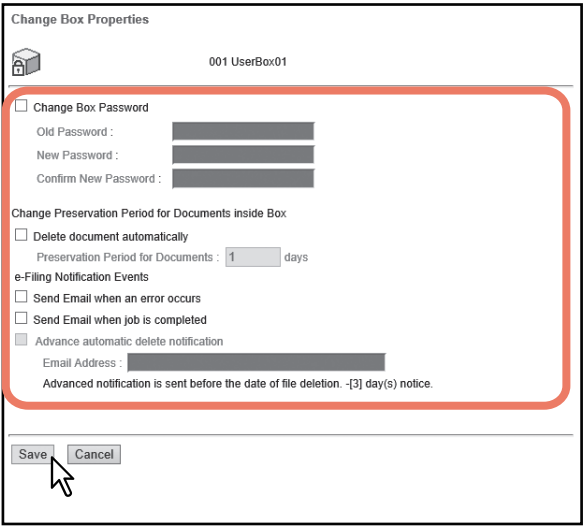 Change Box Properties
001 UserBox01
Change Box Password
Old Password :
New Password :
Confirm New Password :
Change Preservation Period for Documents inside Box
Delete document automatically
Preservation Period for Documents : 1 days
e-Filing Notification Events
Send Email when an error occurs
Send Email when job is completed
Advance automatic delete notification
Email Address :
Advanced notification is sent before the date of file deletion. -[3] day(s) notice.
Save Cancel